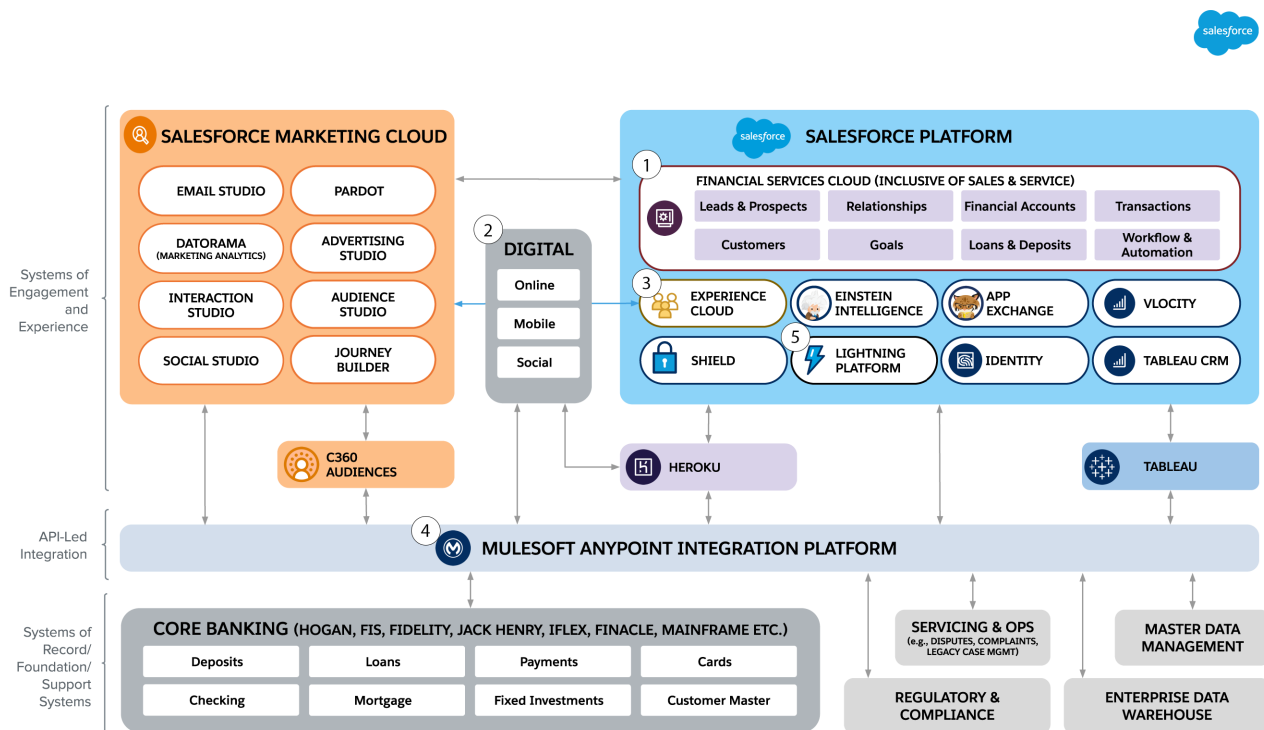 salesforce
SALESFORCE MARKETING CLOUD
EMAIL STUDIO
PARDOT
DATORAMA
(MARKETING ANALYTICS)
ADVERTISING
STUDIO
INTERACTION
STUDIO
AUDIENCE
STUDIO
SOCIAL STUDIO
JOURNEY
BUILDER
2
DIGITAL
Online
Mobile
Social
salesforce
SALESFORCE PLATFORM
1
FINANCIAL SERVICES CLOUD (INCLUSIVE OF SALES & SERVICE)
Leads & Prospects
Relationships
Financial Accounts
Transactions
Customers
Goals
Loans & Deposits
Workflow &
Automation
3
EXPERIENCE
CLOUD
EINSTEIN
INTELLIGENCE
APP
EXCHANGE
VLOCITY
SHIELD
5
LIGHTNING
PLATFORM
IDENTITY
TABLEAU CRM
Systems of
Engagement
and
Experience
C360
AUDIENCES
HEROKU
TABLEAU
API-Led
Integration
4
MULESOFT ANYPOINT INTEGRATION PLATFORM
Systems of
Record/
Foundation/
Support
Systems
CORE BANKING (HOGAN, FIS, FIDELITY, JACK HENRY, IFLEX, FINACLE, MAINFRAME ETC.)
Deposits
Loans
Payments
Cards
Checking
Mortgage
Fixed Investments
Customer Master
SERVICING & OPS
(e.g., DISPUTES, COMPLAINTS,
LEGACY CASE MGMT)
MASTER DATA
MANAGEMENT
REGULATORY &
COMPLIANCE
ENTERPRISE DATA
WAREHOUSE